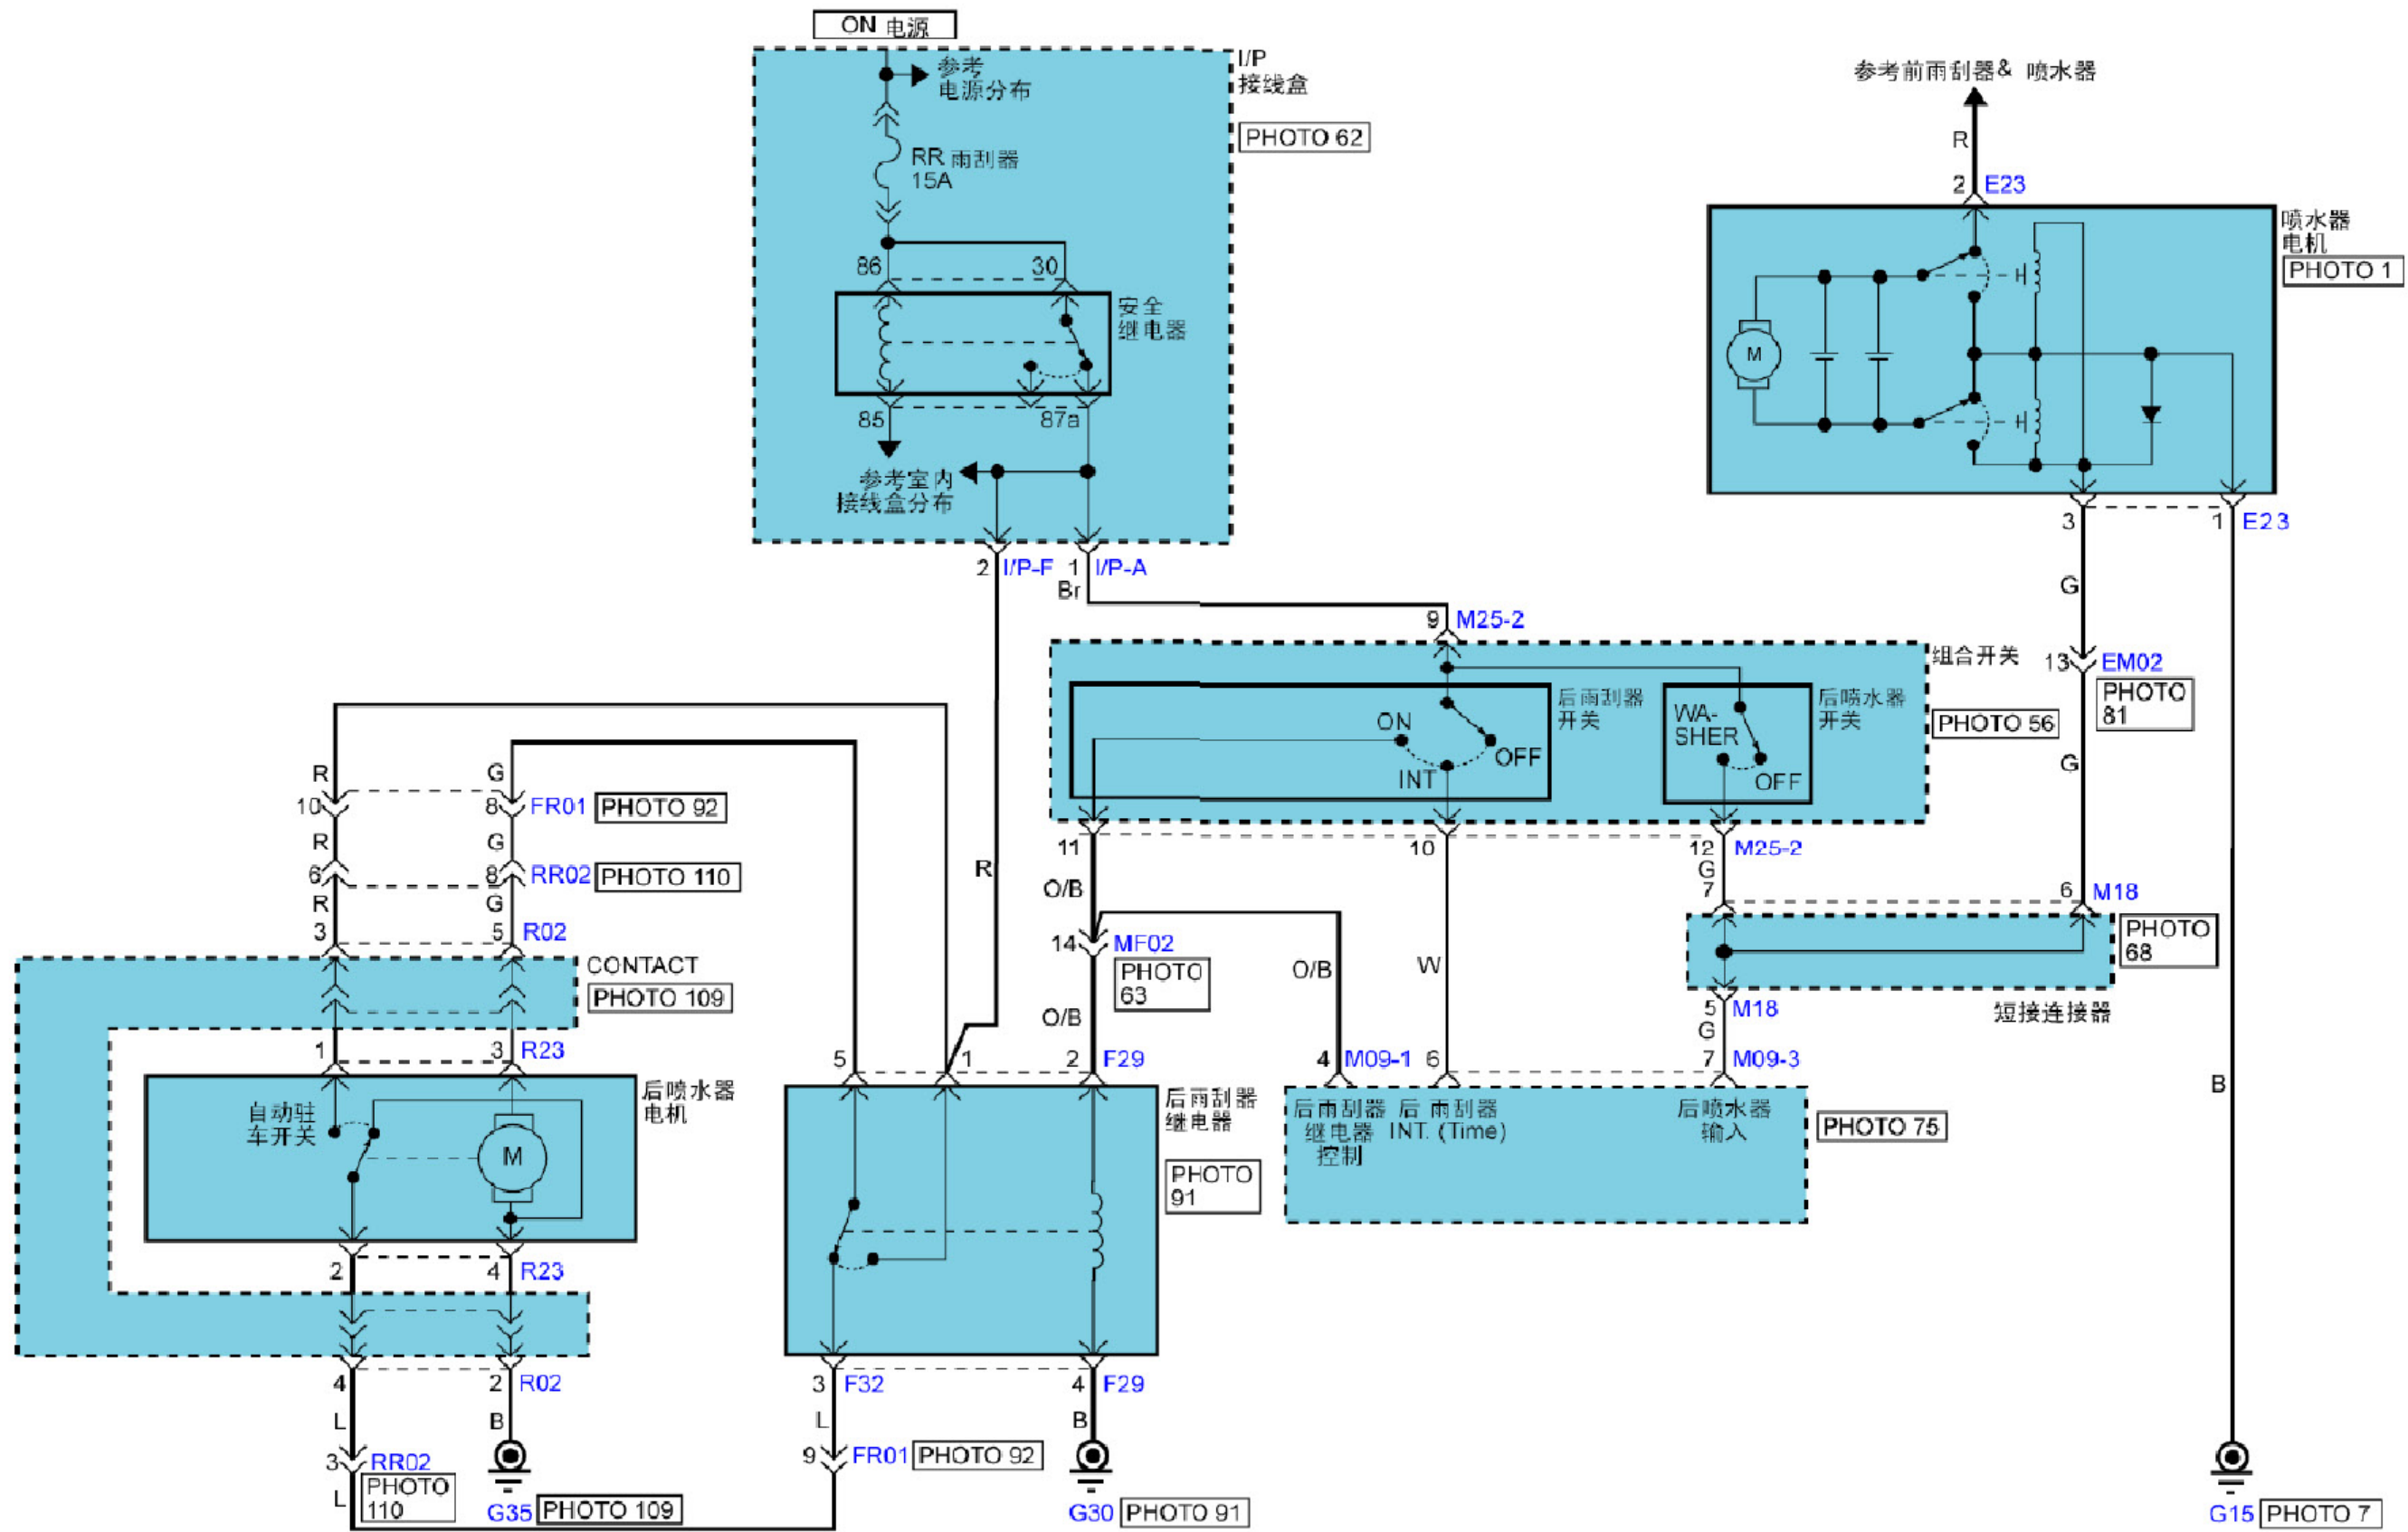 ON 电源
参考
电源分布
I/P
接线盒
PHOTO 62
RR 雨刮器
15A
86
30
安全
继电器
85
87a
参考室内
接线盒分布
2
I/P-F
1
I/P-A
Br
参考前雨刮器& 喷水器
R
2
E23
喷水器
电机
PHOTO 1
M
3
1
E23
G
13
EM02
PHOTO
81
G
9
M25-2
组合开关
PHOTO 56
后雨刮器
开关
ON
INT
OFF
WA-
SHER
OFF
后喷水器
开关
11
10
12
M25-2
G
7
6
M18
PHOTO
68
短接连接器
5
M18
G
O/B
14
MF02
PHOTO
63
O/B
O/B
W
R
R
G
10
8
FR01
PHOTO 92
R
G
6
8
RR02
PHOTO 110
R
G
3
5
R02
CONTACT
PHOTO 109
1
3
R23
后喷水器
电机
自动驻
车开关
M
2
4
R23
4
2
R02
L
B
3
RR02
PHOTO
110
L
G35
PHOTO 109
5
1
2
F29
后雨刮器
继电器
PHOTO
91
3
F32
4
F29
L
B
9
FR01
PHOTO 92
G30
PHOTO 91
4
M09-1
6
7
M09-3
后雨刮器
继电器
控制
后 雨刮器
INT. (Time)
后喷水器
输入
PHOTO 75
B
G15
PHOTO 7